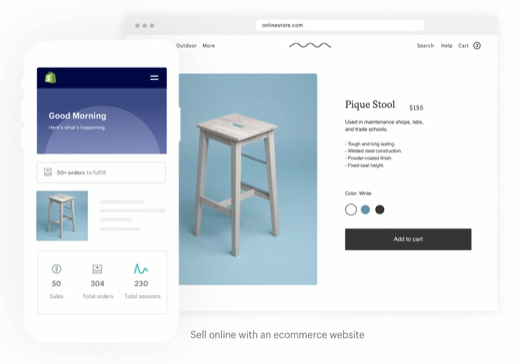 onlinestore.com
Outdoor More
Search Help Cart 3
Good Morning
Here's what's happening.
50+ orders to fulfill
Pique Stool $155
Used in maintenance shops, labs,
and trade schools.
- Tough and long lasting.
- Welded steel construction.
- Powder-coated finish.
- Fixed seat height.
Color: White
Add to cart
50 304 230
Sales Total orders Total sessions
Sell online with an ecommerce website